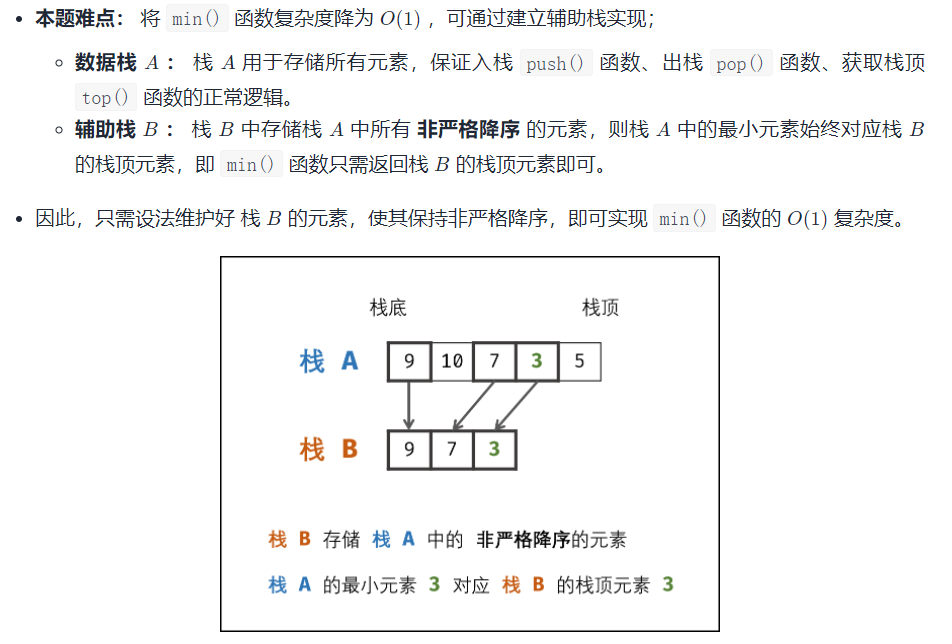 本题难点： 将 min() 函数复杂度降为 O(1) ，可通过建立辅助栈实现；
数据栈 A ： 栈 A 用于存储所有元素，保证入栈 push() 函数、出栈 pop() 函数、获取栈顶
top() 函数的正常逻辑。
辅助栈 B ： 栈 B 中存储栈 A 中所有 非严格降序 的元素，则栈 A 中的最小元素始终对应栈 B
的栈顶元素，即 min() 函数只需返回栈 B 的栈顶元素即可。
因此，只需设法维护好 栈 B 的元素，使其保持非严格降序，即可实现 min() 函数的 O(1) 复杂度。
栈底 栈顶
栈 A 9 10 7 3 5
栈 B 9 7 3
栈 B 存储 栈 A 中的 非严格降序的元素
栈 A 的最小元素 3 对应 栈 B 的栈顶元素 3